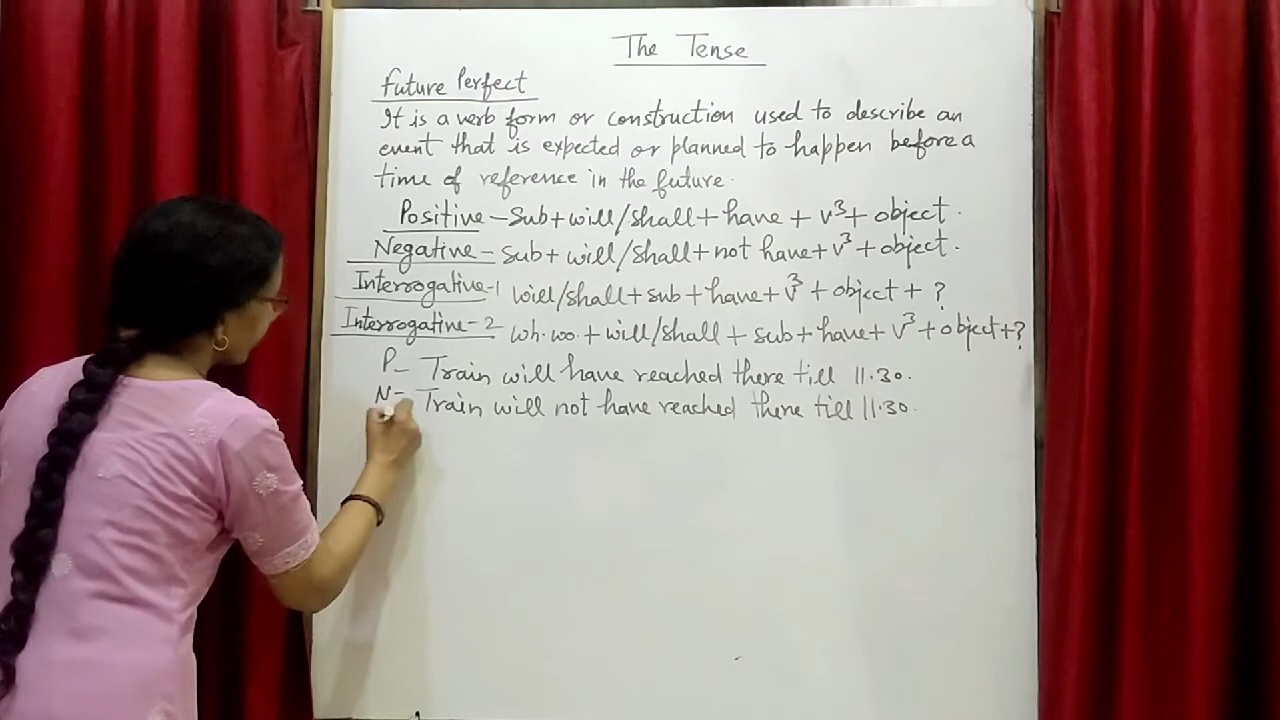 The Tense
Future Perfect
It is a verb form or construction used to describe an
event that is expected or planned to happen before a
time of reference in the future.
Positive - Sub + will/shall + have + v³ + object.
Negative - Sub + will/shall + not have + v³ + object.
Interrogative-1 will/shall + sub + have + v³ + object + ?
Interrogative-2 wh.wo. + will/shall + sub + have + v³ + object + ?
P- Train will have reached there till 11.30.
N- Train will not have reached there till 11.30.